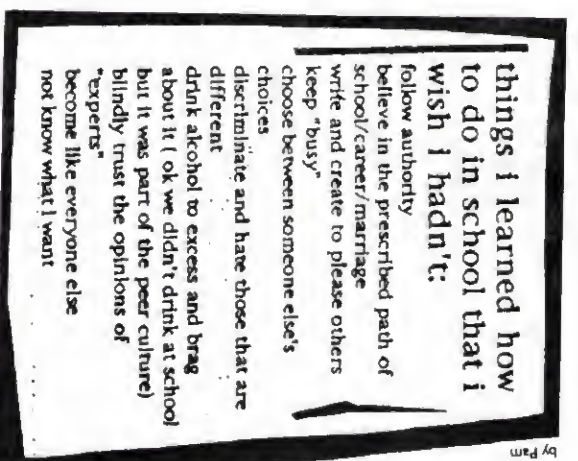 things i learned how
to do in school that i
wish i hadn't:
follow authority
believe in the prescribed path of
school/career/marriage
write and create to please others
keep "busy"
choose between someone else's
choices
discriminate and hate those that are
different
drink alcohol to excess and brag
about it ( ok we didn't drink at school
but it was part of the peer culture)
blindly trust the opinions of
"experts"
become like everyone else
not know what I want
by Pam